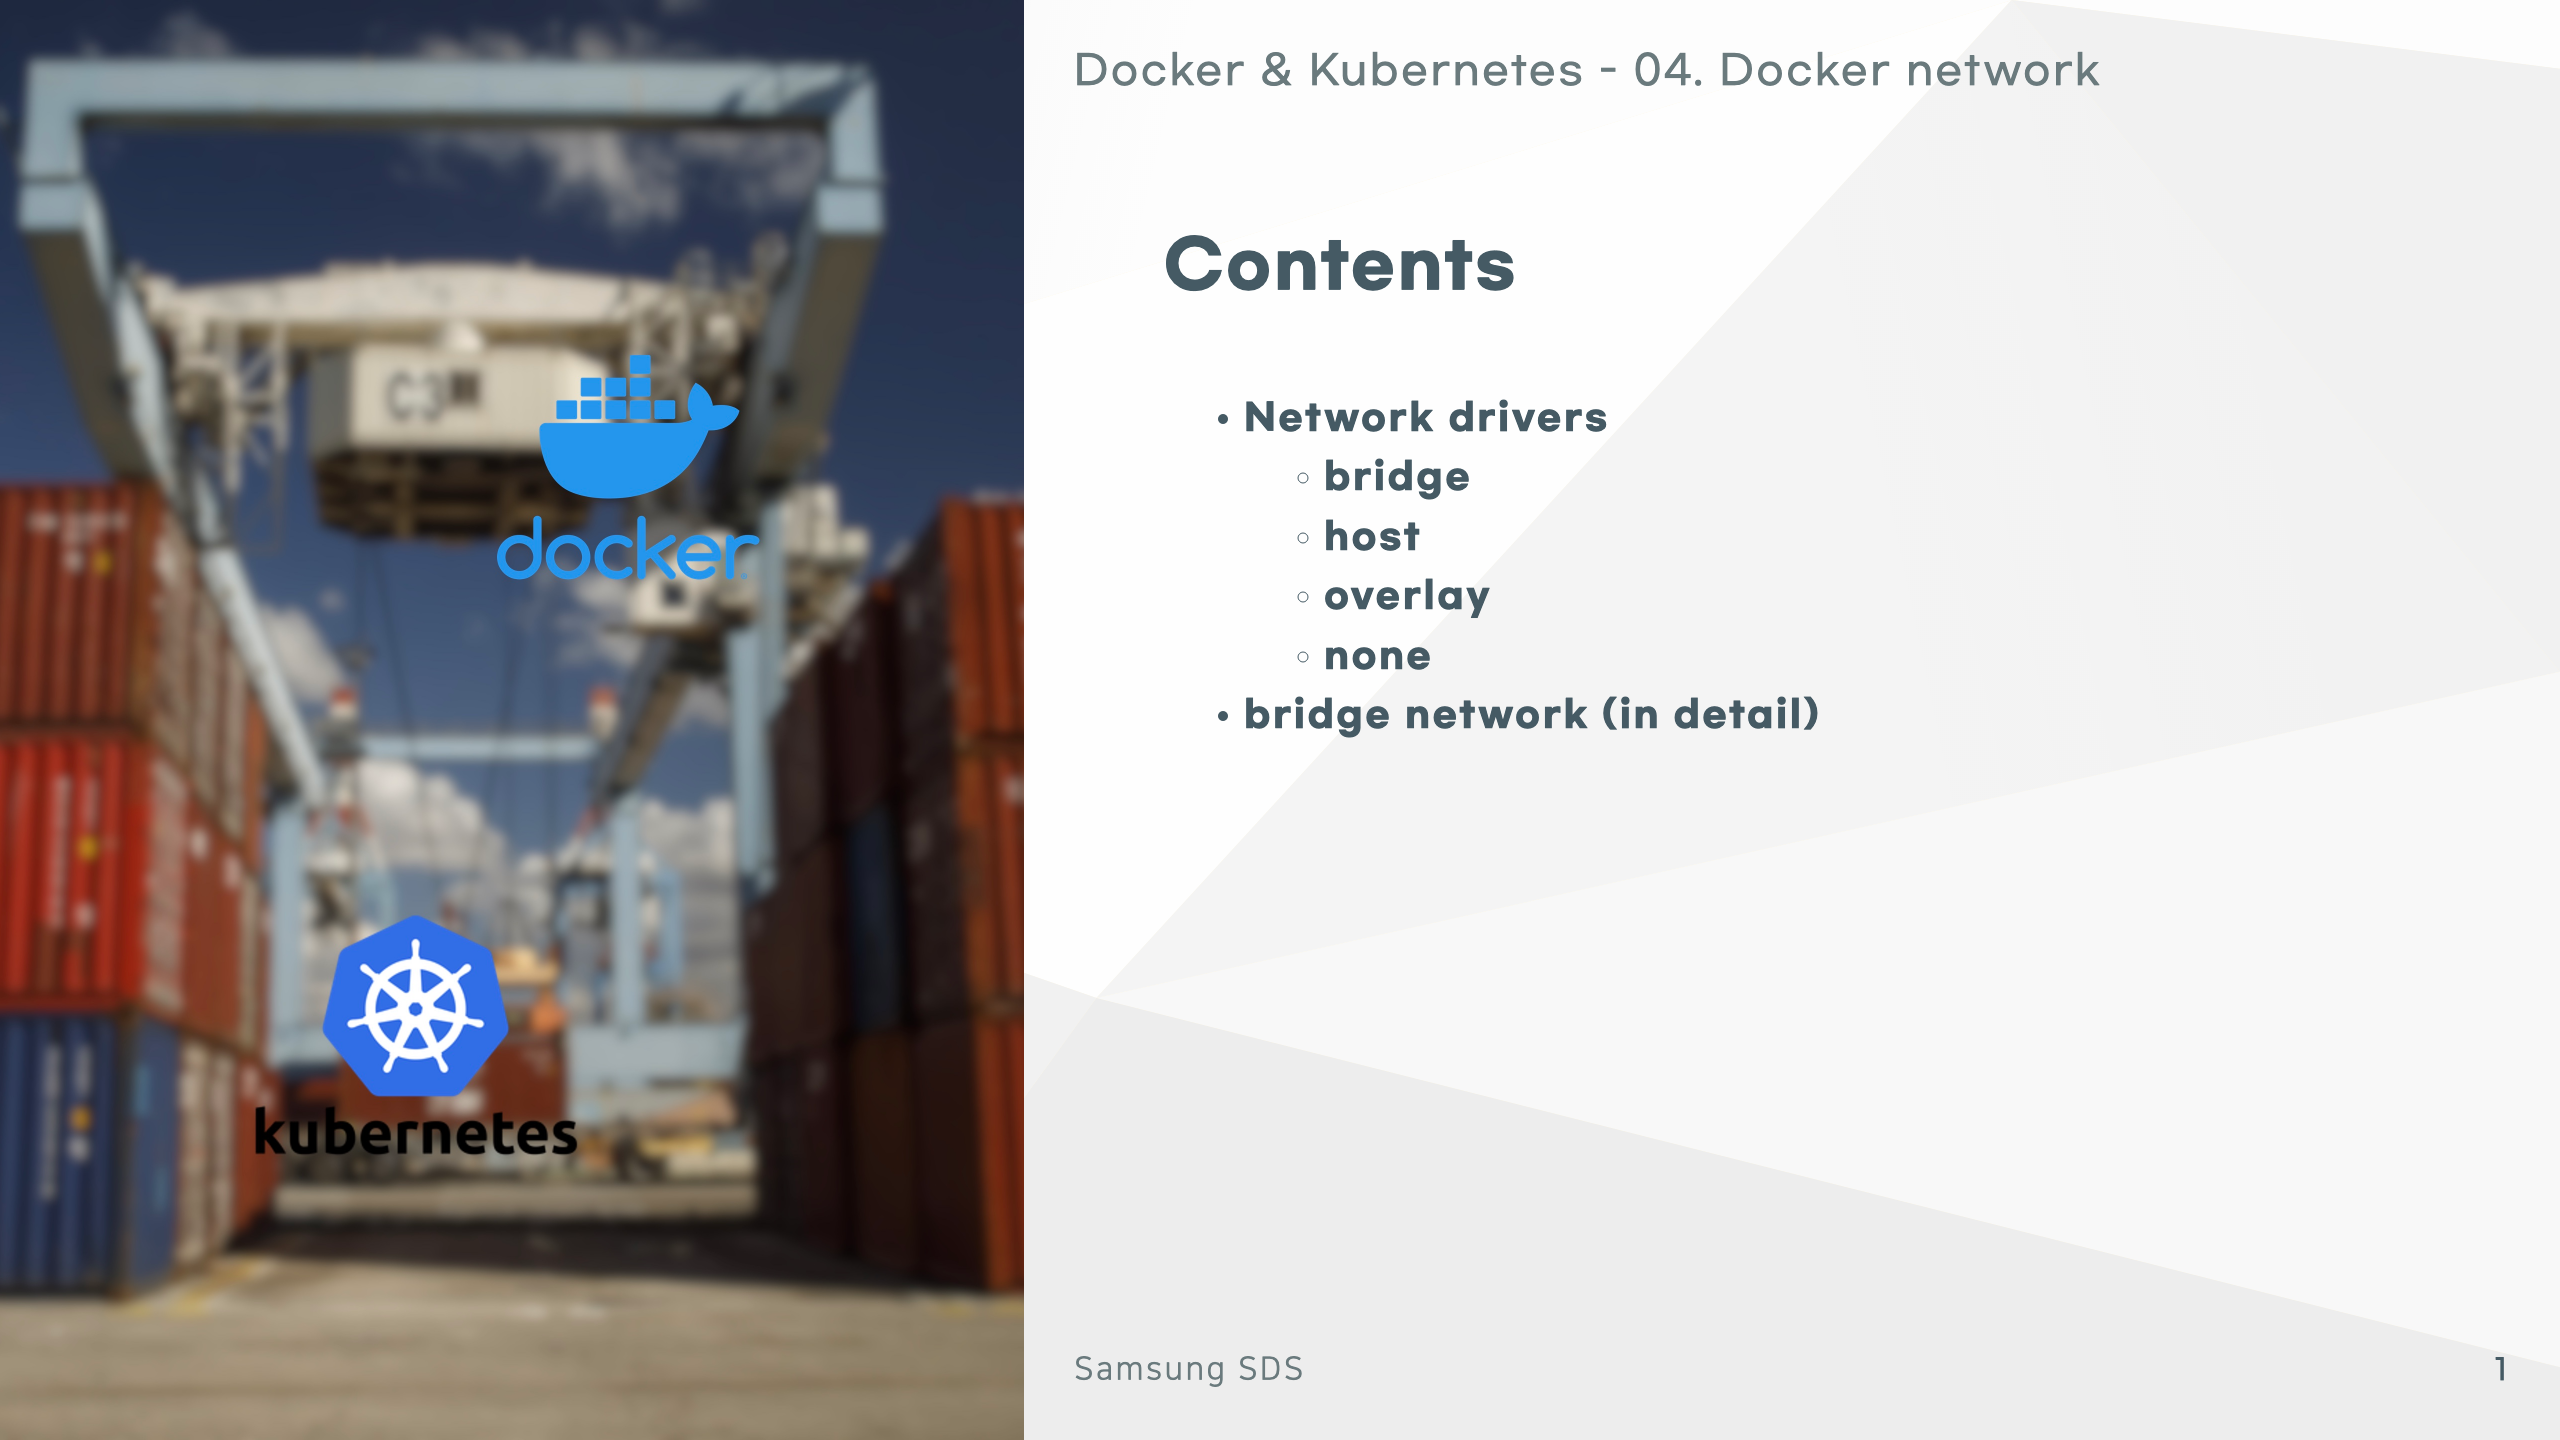 Docker & Kubernetes - 04. Docker network
Contents
• Network drivers
◦ bridge
◦ host
◦ overlay
◦ none
• bridge network (in detail)
C3
docker
kubernetes
Samsung SDS
1